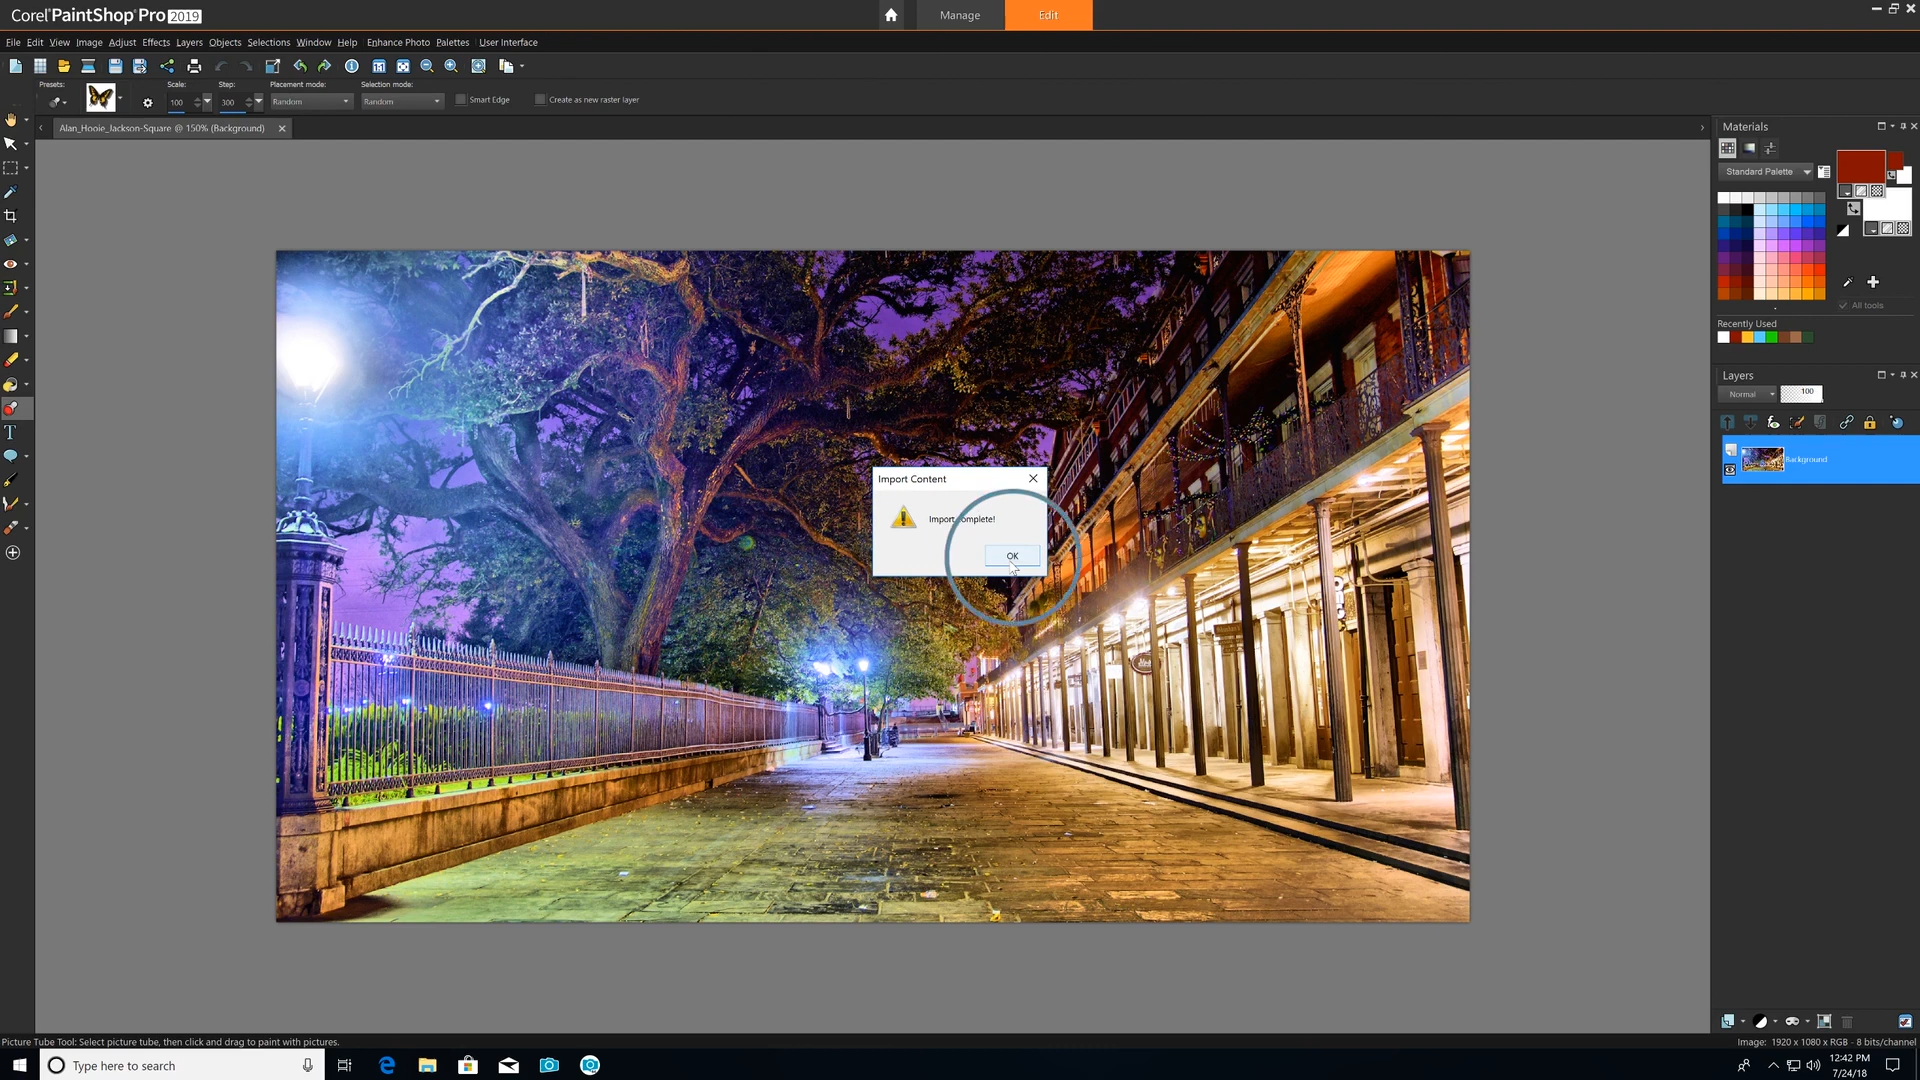 Corel PaintShop Pro 2019
Manage
Edit
File Edit View Image Adjust Effects Layers Objects Selections Window Help Enhance Photo Palettes User Interface
Presets:
Scale:
Step:
Placement mode:
Selection mode:
100
300
Random
Random
Smart Edge
Create as new raster layer
Alan_Hooie_Jackson-Square @ 150% (Background)
Materials
Standard Palette
All tools
Recently Used
Layers
Normal
100
Background
Import Content
Import complete!
OK
Picture Tube Tool: Select picture tube, then click and drag to paint with pictures.
Image: 1920 x 1080 x RGB - 8 bits/channel
Type here to search
12:42 PM
7/24/18